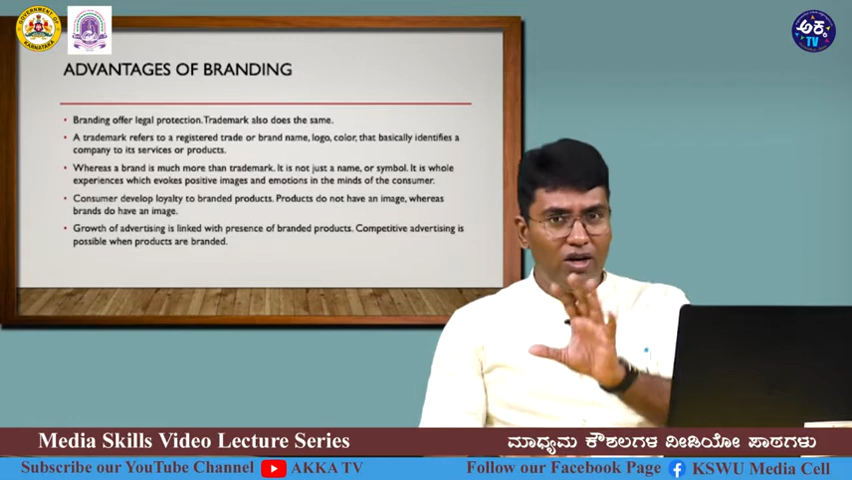 GOVERNMENT OF
KARNATAKA
ಅಕ್ಕ
TV
ADVANTAGES OF BRANDING
• Branding offer legal protection. Trademark also does the same.
• A trademark refers to a registered trade or brand name, logo, color, that basically identifies a
company to its services or products.
• Whereas a brand is much more than trademark. It is not just a name, or symbol. It is whole
experiences which evokes positive images and emotions in the minds of the consumer.
• Consumer develop loyalty to branded products. Products do not have an image, whereas
brands do have an image.
• Growth of advertising is linked with presence of branded products. Competitive advertising is
possible when products are branded.
Media Skills Video Lecture Series
ಮಾಧ್ಯಮ ಕೌಶಲಗಳ ವೀಡಿಯೋ ಪಾಠಗಳು
Subscribe our YouTube Channel AKKA TV
Follow our Facebook Page KSWU Media Cell